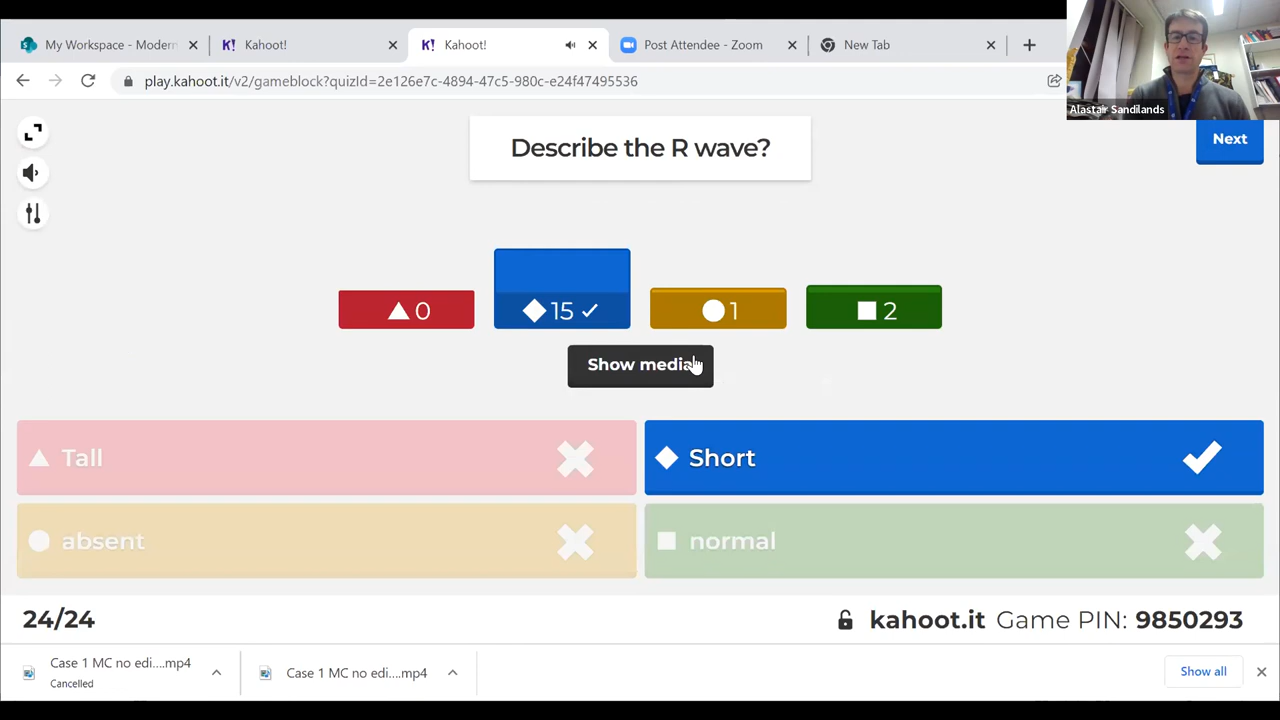 My Workspace - Modern
Kahoot!
Kahoot!
Post Attendee - Zoom
New Tab
play.kahoot.it/v2/gameblock?quizId=2e126e7c-4894-47c5-980c-e24f47495536
Alastair Sandilands
Describe the R wave?
Next
0
15
1
2
Show media
Tall
Short
absent
normal
24/24
kahoot.it Game PIN: 9850293
Case 1 MC no edi....mp4
Cancelled
Case 1 MC no edi....mp4
Show all